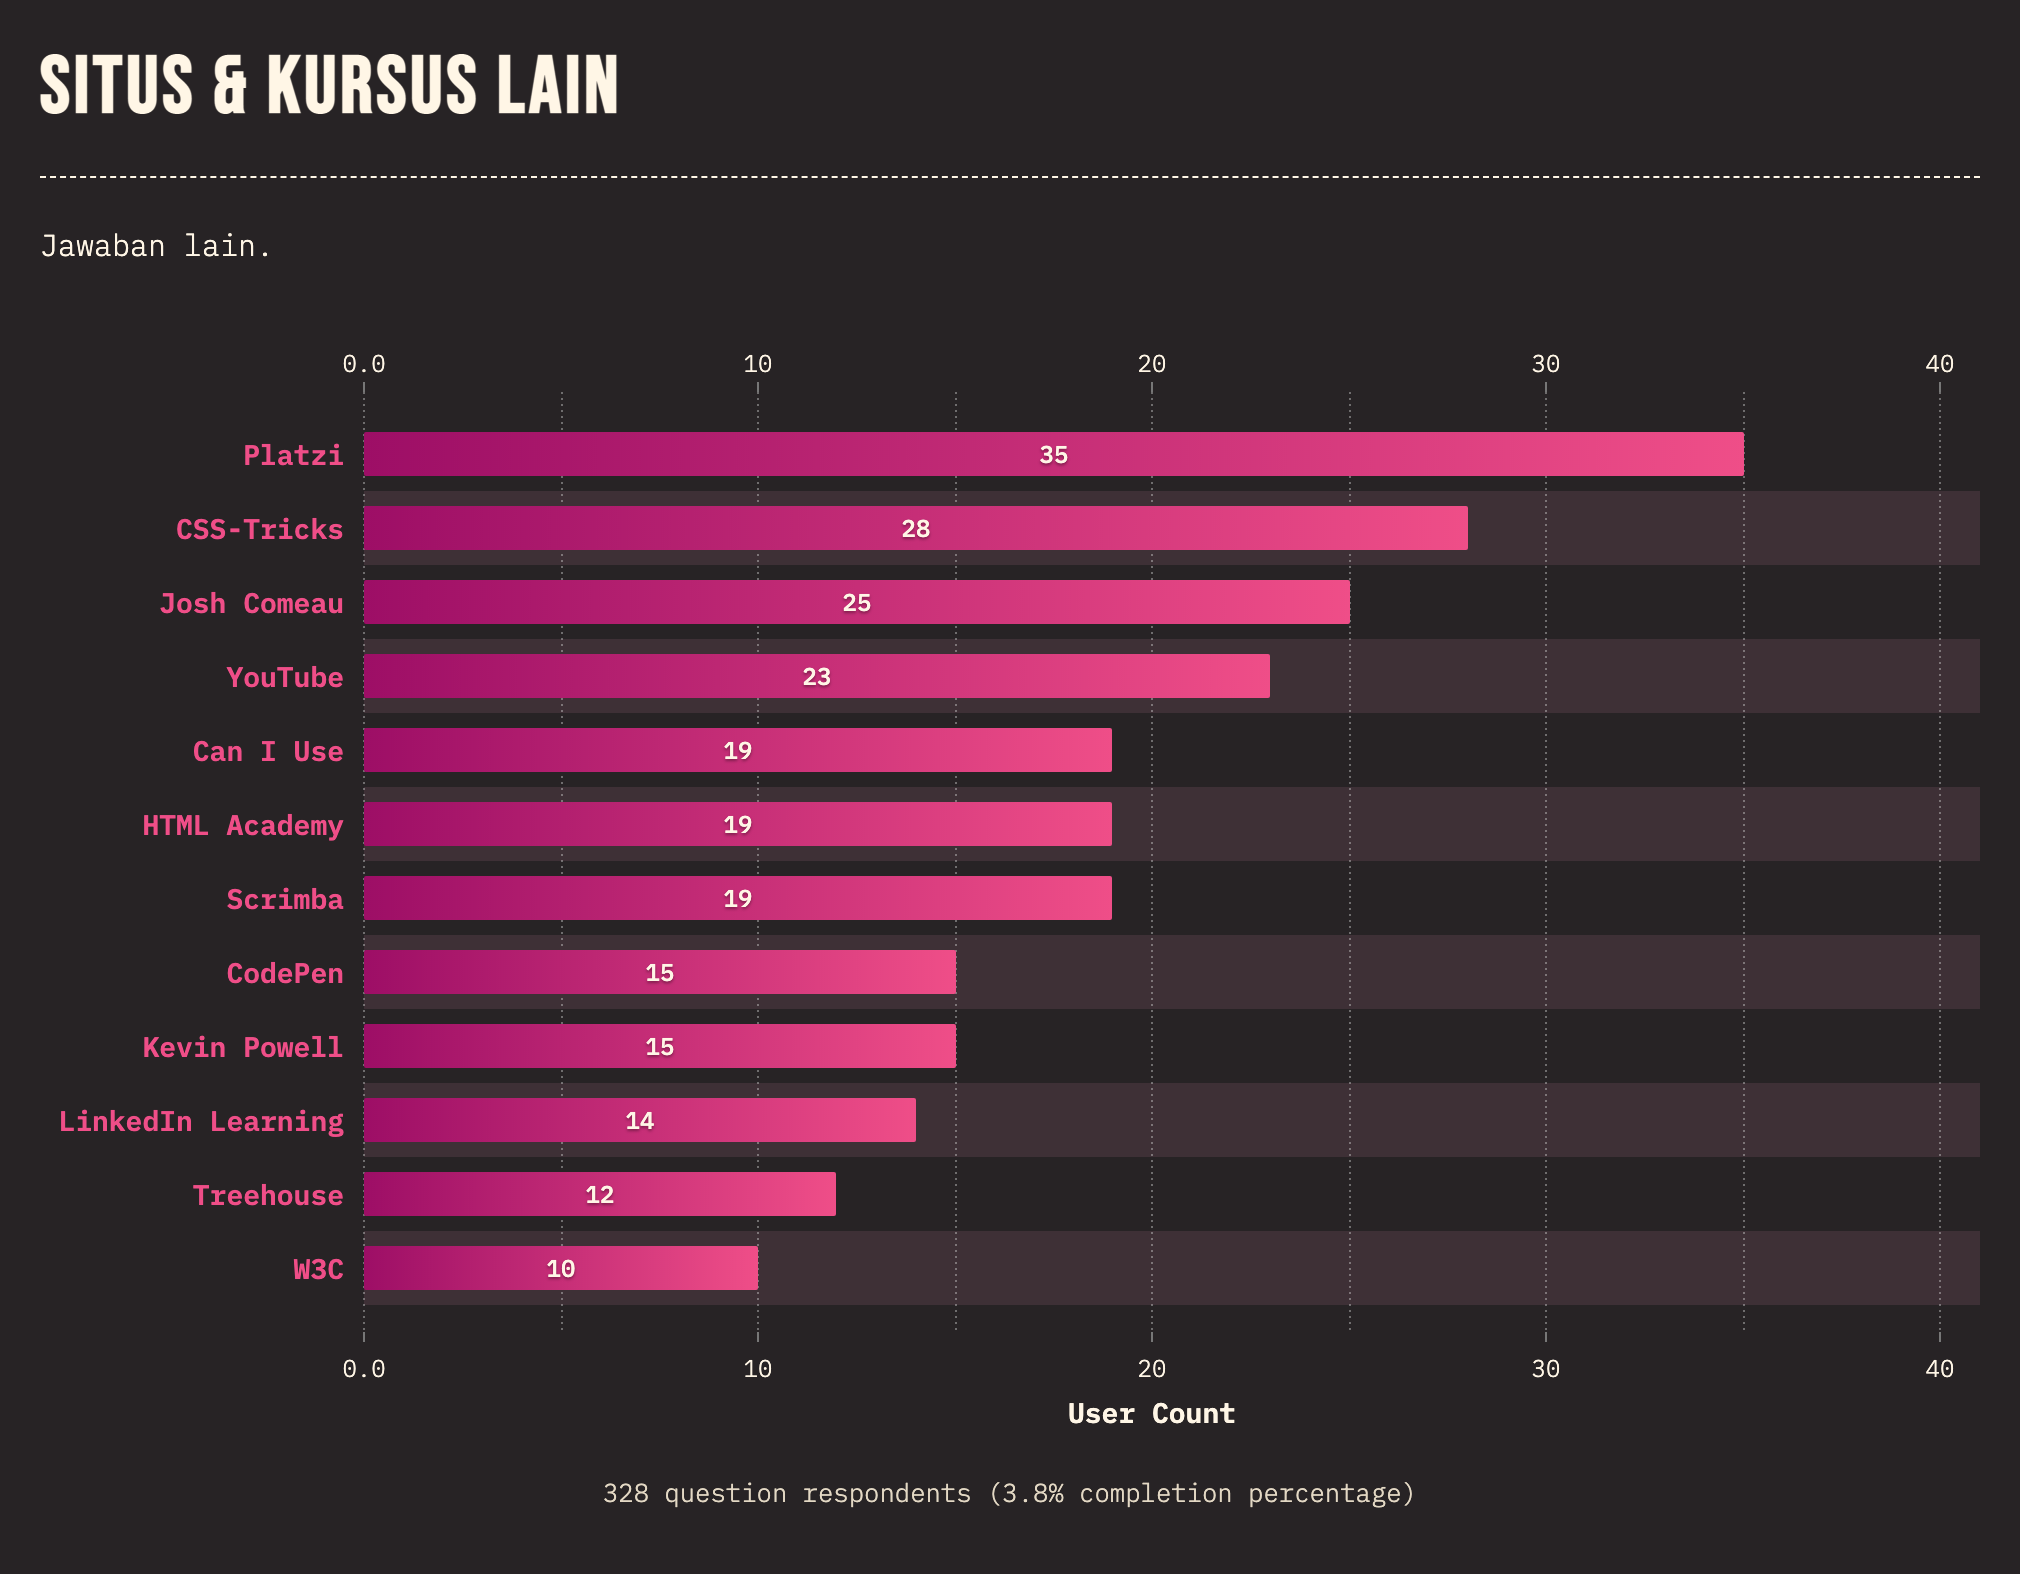 SITUS & KURSUS LAIN
Jawaban lain.
0.0 10 20 30 40
Platzi 35
CSS-Tricks 28
Josh Comeau 25
YouTube 23
Can I Use 19
HTML Academy 19
Scrimba 19
CodePen 15
Kevin Powell 15
LinkedIn Learning 14
Treehouse 12
W3C 10
0.0 10 20 30 40
User Count
328 question respondents (3.8% completion percentage)